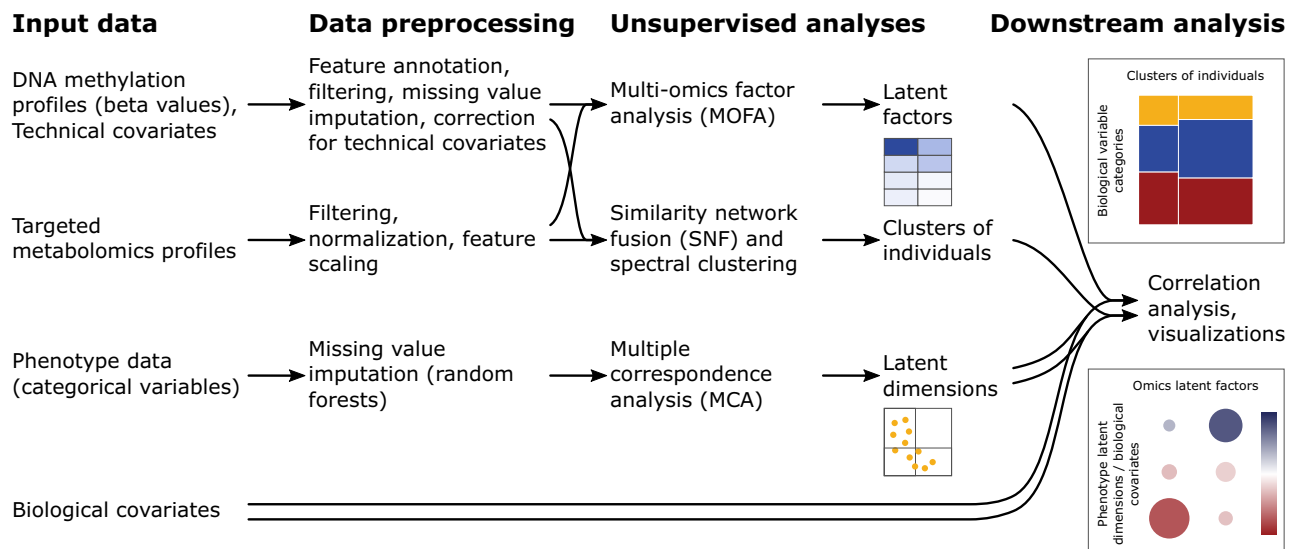 Input data
Data preprocessing
Unsupervised analyses
Downstream analysis
DNA methylation
profiles (beta values),
Technical covariates
Feature annotation,
filtering, missing value
imputation, correction
for technical covariates
Multi-omics factor
analysis (MOFA)
Latent
factors
Clusters of individuals
Biological variable
categories
Targeted
metabolomics profiles
Filtering,
normalization, feature
scaling
Similarity network
fusion (SNF) and
spectral clustering
Clusters of
individuals
Correlation
analysis,
visualizations
Phenotype data
(categorical variables)
Missing value
imputation (random
forests)
Multiple
correspondence
analysis (MCA)
Latent
dimensions
Omics latent factors
Phenotype latent
dimensions / biological
covariates
Biological covariates